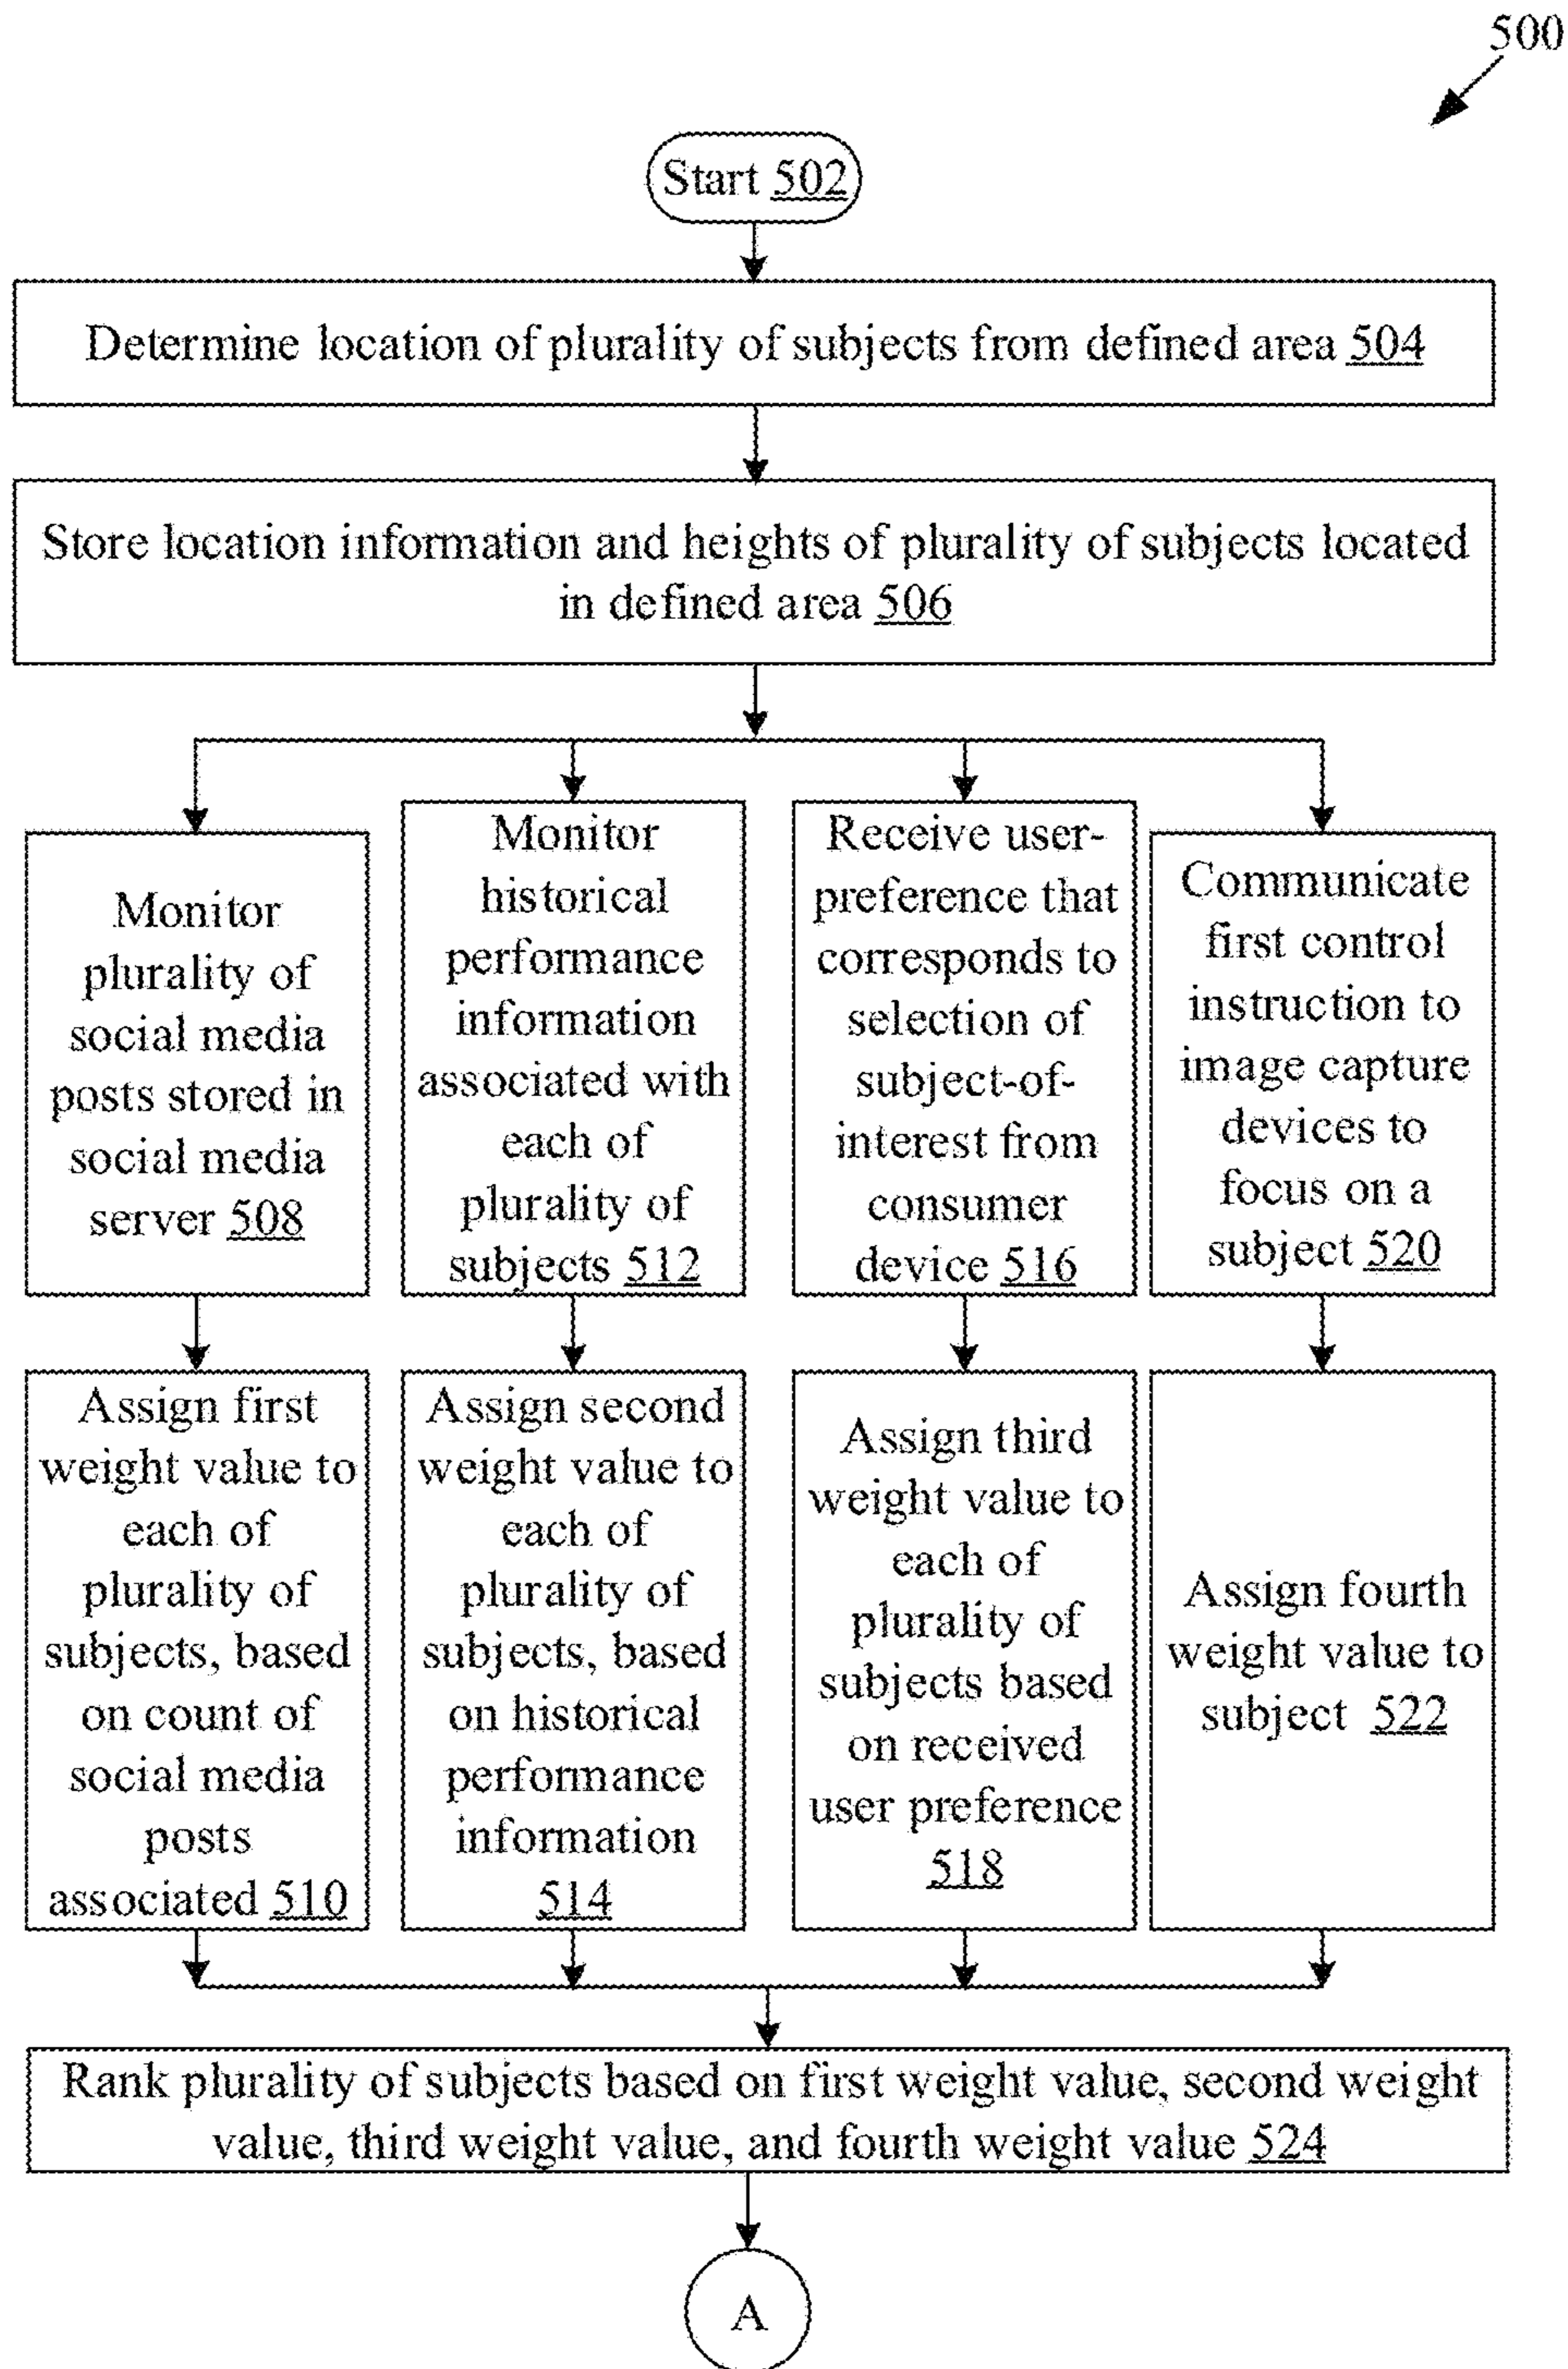 500
Start 502
Determine location of plurality of subjects from defined area 504
Store location information and heights of plurality of subjects located
in defined area 506
Monitor
plurality of
social media
posts stored in
social media
server 508
Monitor
historical
performance
information
associated with
each of
plurality of
subjects 512
Receive user-
preference that
corresponds to
selection of
subject-of-
interest from
consumer
device 516
Communicate
first control
instruction to
image capture
devices to
focus on a
subject 520
Assign first
weight value to
each of
plurality of
subjects, based
on count of
social media
posts
associated 510
Assign second
weight value to
each of
plurality of
subjects, based
on historical
performance
information
514
Assign third
weight value to
each of
plurality of
subjects based
on received
user preference
518
Assign fourth
weight value to
subject 522
Rank plurality of subjects based on first weight value, second weight
value, third weight value, and fourth weight value 524
A